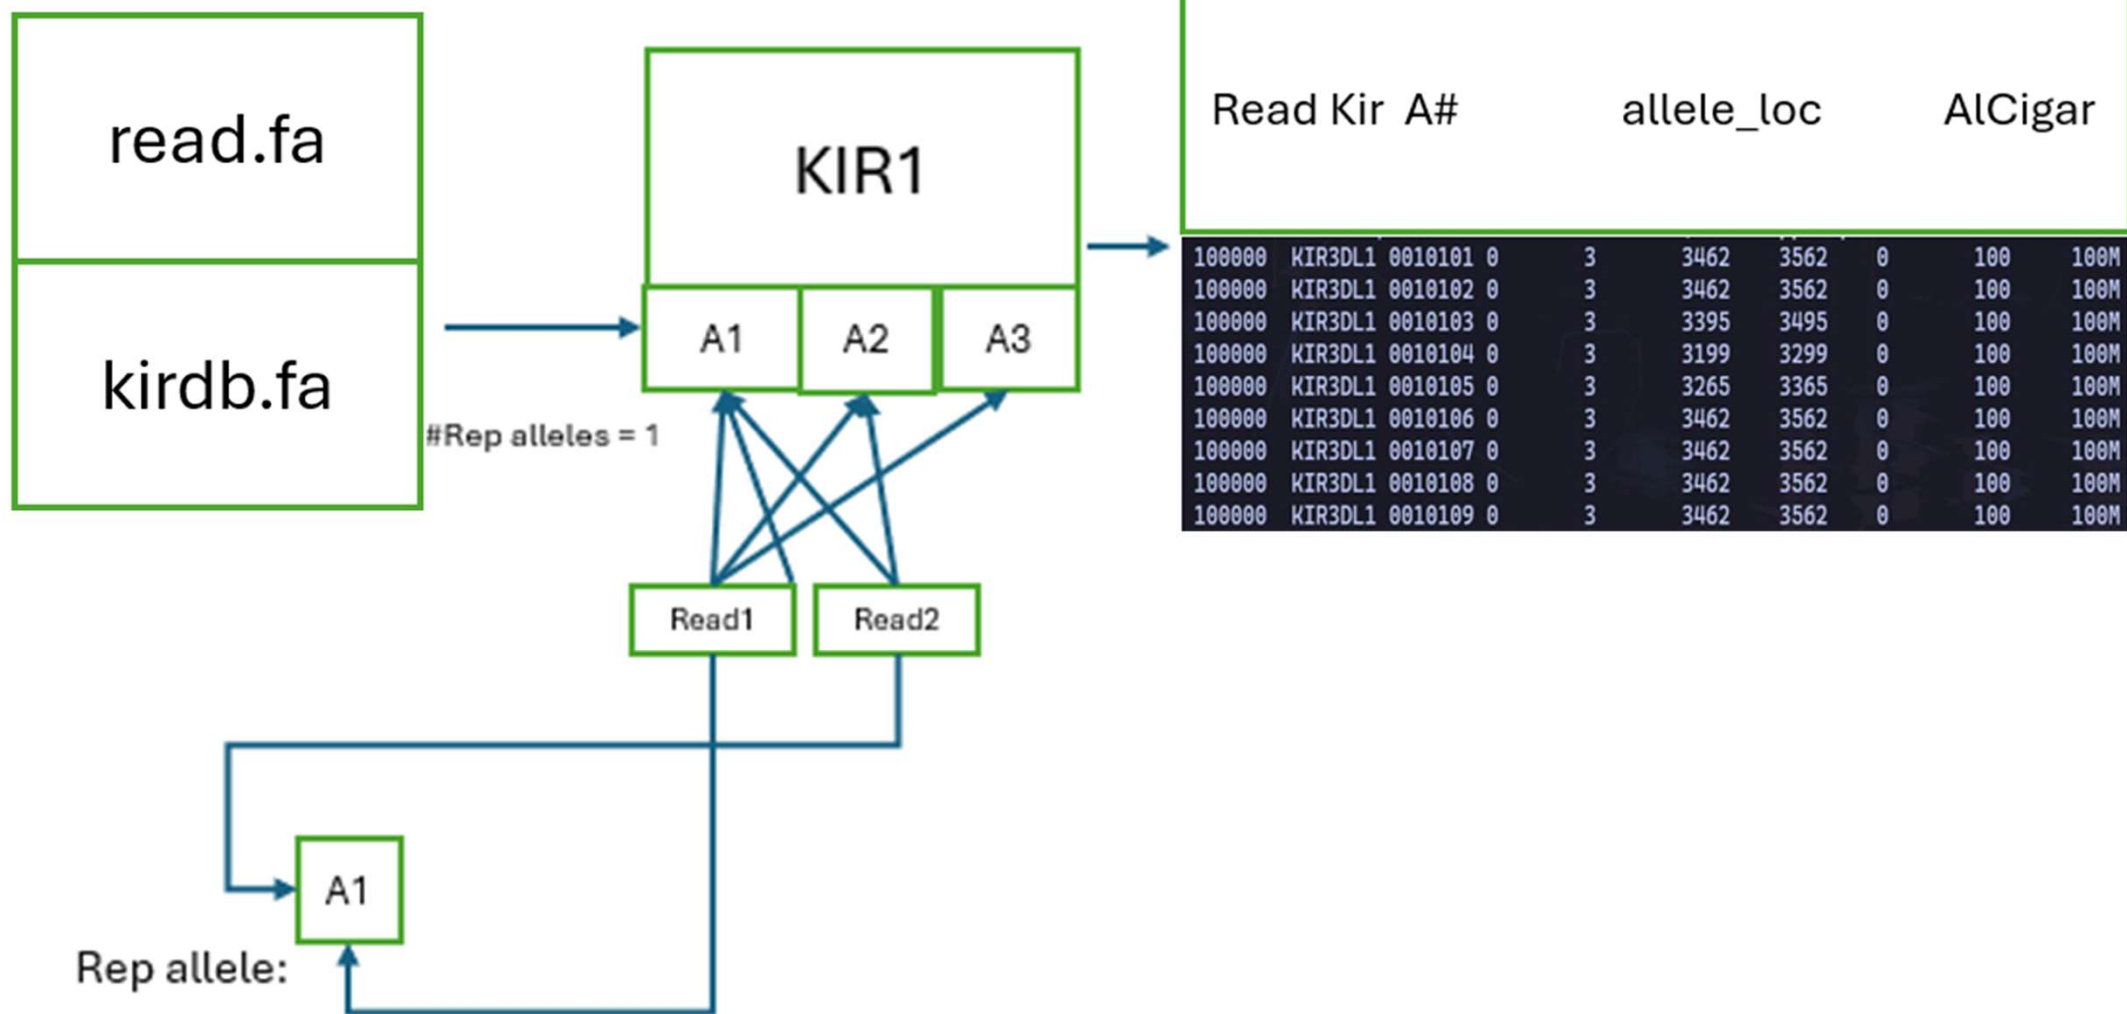 read.fa
kirdb.fa
#Rep alleles = 1
KIR1
A1 A2 A3
Read1 Read2
A1
Rep allele:
Read Kir A# allele_loc AlCigar
100000 KIR3DL1 0010101 0 3 3462 3562 0 100 100M
100000 KIR3DL1 0010102 0 3 3462 3562 0 100 100M
100000 KIR3DL1 0010103 0 3 3395 3495 0 100 100M
100000 KIR3DL1 0010104 0 3 3199 3299 0 100 100M
100000 KIR3DL1 0010105 0 3 3265 3365 0 100 100M
100000 KIR3DL1 0010106 0 3 3462 3562 0 100 100M
100000 KIR3DL1 0010107 0 3 3462 3562 0 100 100M
100000 KIR3DL1 0010108 0 3 3462 3562 0 100 100M
100000 KIR3DL1 0010109 0 3 3462 3562 0 100 100M